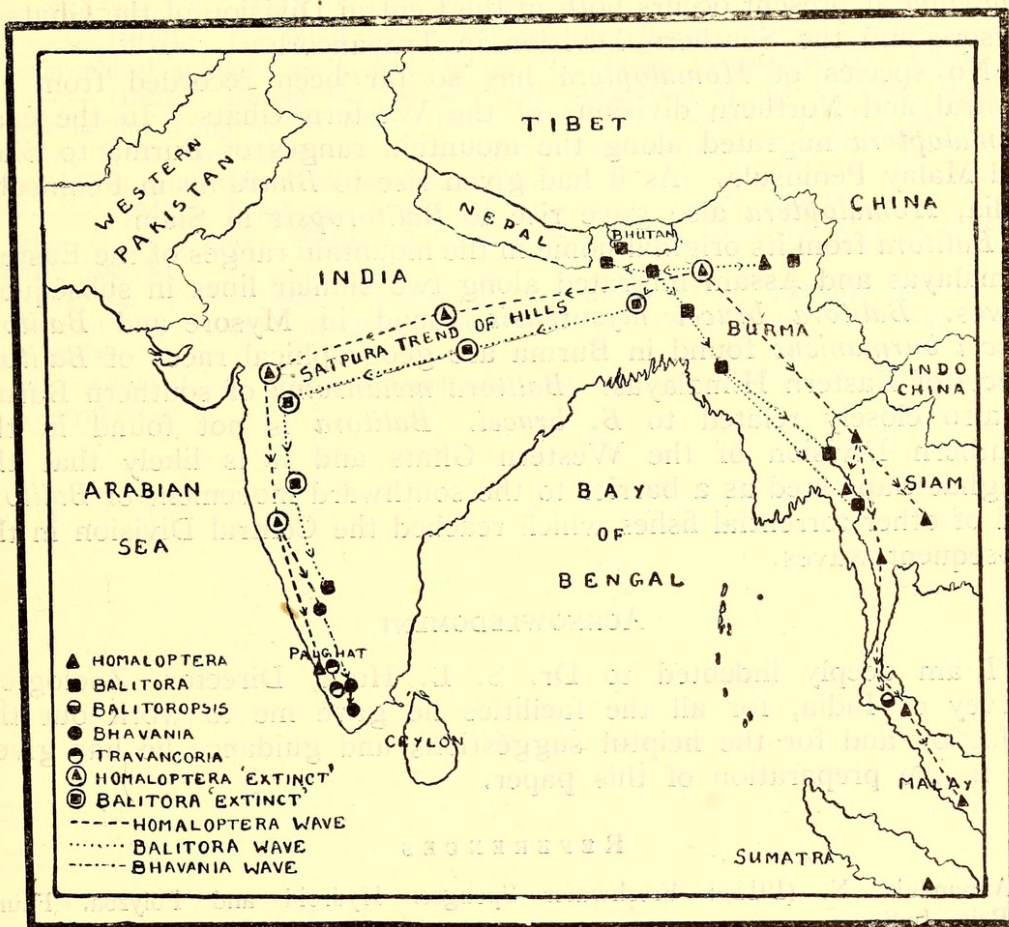 TIBET
CHINA
WESTERN
PAKISTAN
NEPAL
BHUTAN
INDIA
SATPURA TREND OF HILLS
BURMA
INDO
CHINA
ARABIAN
SEA
BAY
OF
BENGAL
SIAM
PALGHAT
CEYLON
MALAY
SUMATRA
HOMALOPTERA
BALITORA
BALITOROPSIS
BHAVANIA
TRAVANCORIA
HOMALOPTERA 'EXTINCT'
BALITORA 'EXTINCT'
HOMALOPTERA WAVE
BALITORA WAVE
BHAVANIA WAVE